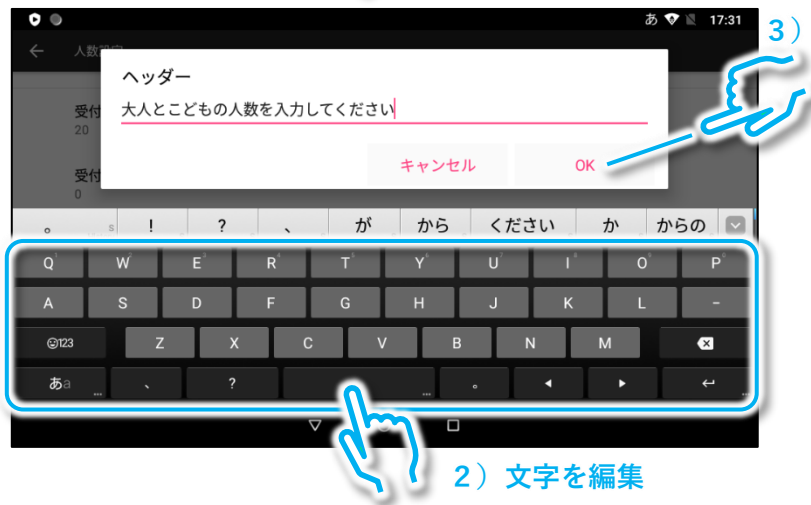 あ 17:31
3）
人数設定
ヘッダー
大人とこどもの人数を入力してください
受付
20
キャンセル OK
受付
0
。 s ! ? 、 が から ください か からの
Q W E R T Y U I O P
A S D F G H J K L －
☺123 Z X C V B N M
あa 、 ? 。
2）文字を編集